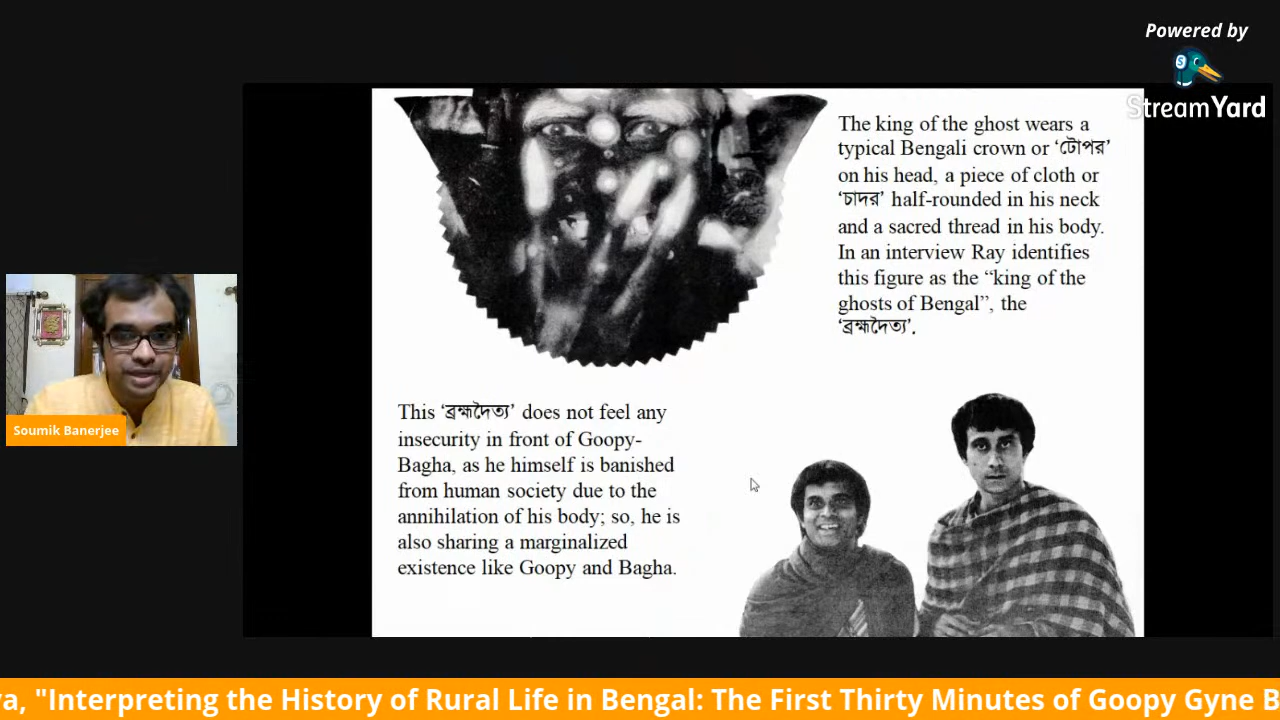 Powered by
StreamYard
The king of the ghost wears a
typical Bengali crown or ‘টোপর’
on his head, a piece of cloth or
‘চাদর’ half-rounded in his neck
and a sacred thread in his body.
In an interview Ray identifies
this figure as the “king of the
ghosts of Bengal”, the
‘ব্রহ্মদৈত্য’.
This ‘ব্রহ্মদৈত্য’ does not feel any
insecurity in front of Goopy-
Bagha, as he himself is banished
from human society due to the
annihilation of his body; so, he is
also sharing a marginalized
existence like Goopy and Bagha.
Soumik Banerjee
"Interpreting the History of Rural Life in Bengal: The First Thirty Minutes of Goopy Gyne